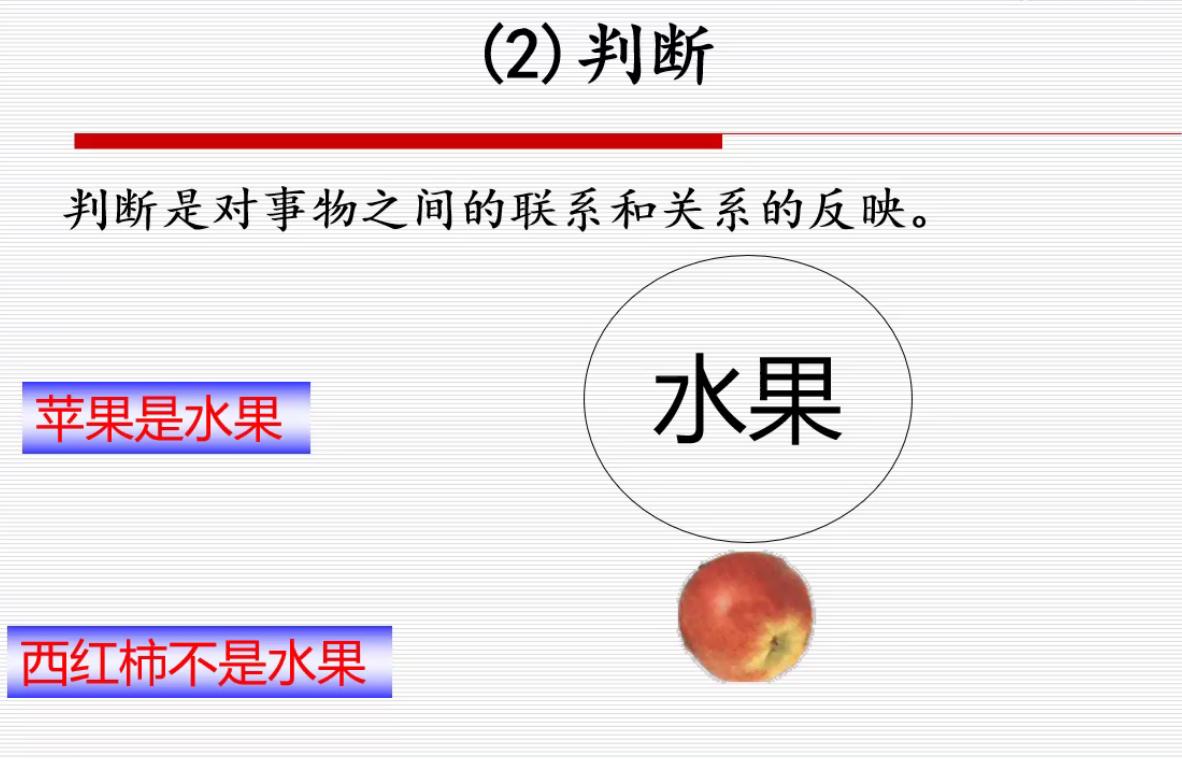 (2)判断
判断是对事物之间的联系和关系的反映。
水果
苹果是水果
西红柿不是水果